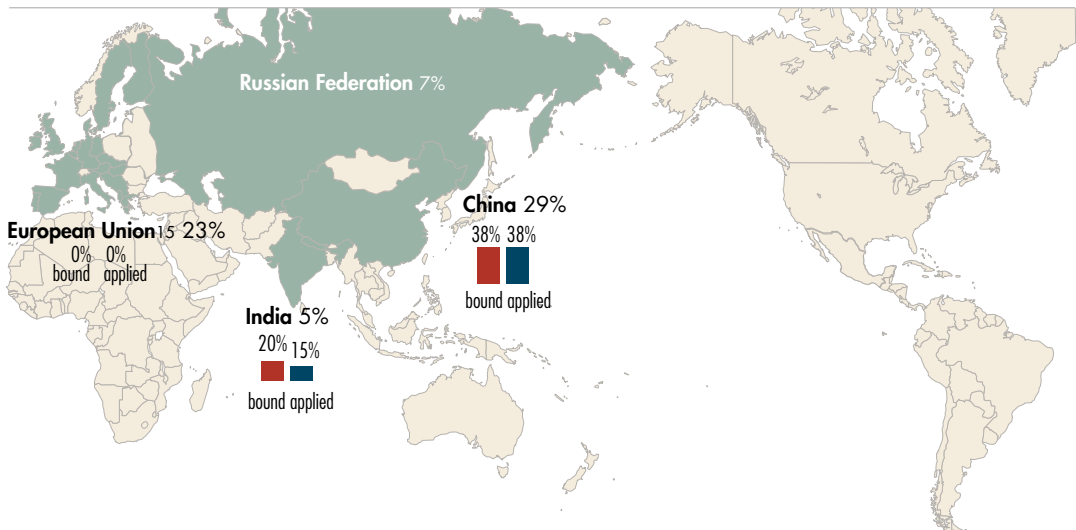 Russian Federation 7%
China 29%
38% 38%
bound applied
European Union15 23%
0% 0%
bound applied
India 5%
20% 15%
bound applied